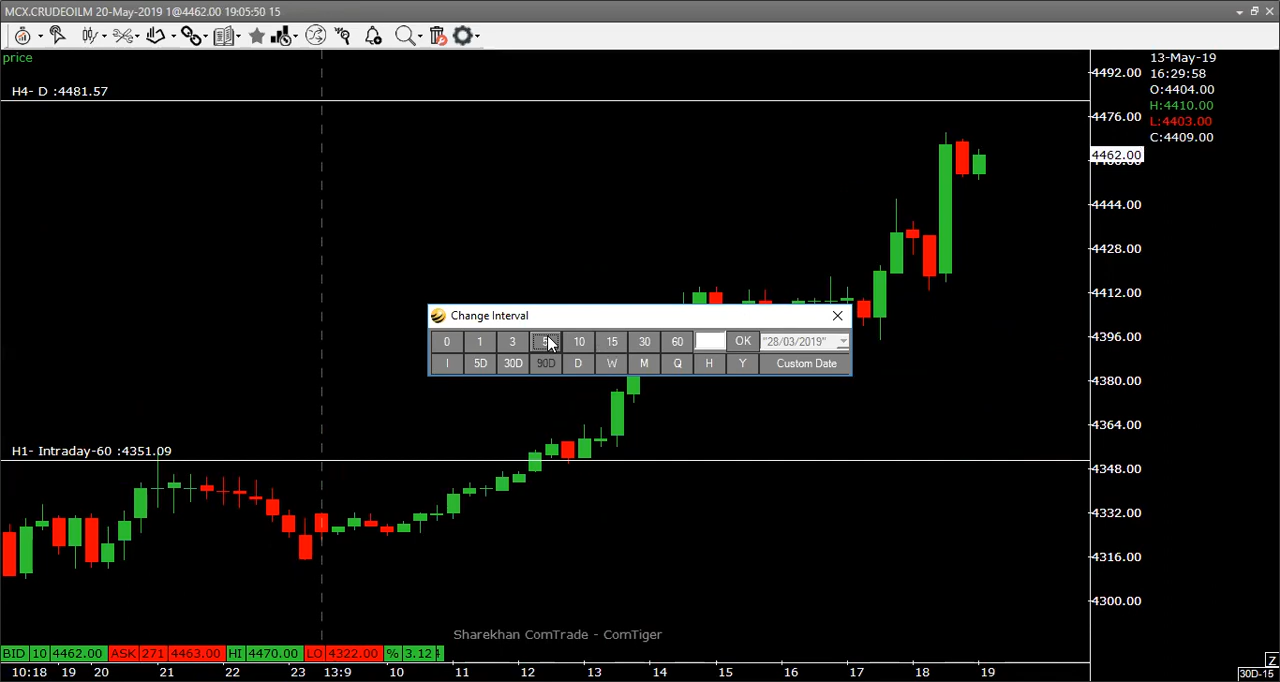 MCX.CRUDEOILM 20-May-2019 1@4462.00 19:05:50 15
price
13-May-19
16:29:58
O:4404.00
H:4410.00
L:4403.00
C:4409.00
4492.00
H4- D :4481.57
4476.00
4462.00
4444.00
4428.00
4412.00
4396.00
4380.00
4364.00
4348.00
4332.00
4316.00
4300.00
Change Interval
0 1 3 5 10 15 30 60 OK "28/03/2019"
I 5D 30D 90D D W M Q H Y Custom Date
H1- Intraday-60 :4351.09
Sharekhan ComTrade - ComTiger
BID 10 4462.00 ASK 271 4463.00 HI 4470.00 LO 4322.00 % 3.12
10:18 19 20 21 22 23 13:9 10 11 12 13 14 15 16 17 18 19
Z
30D-15